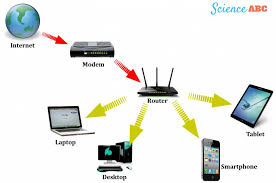 Science ABC
Internet
Modem
Router
Laptop
Tablet
Desktop
Smartphone